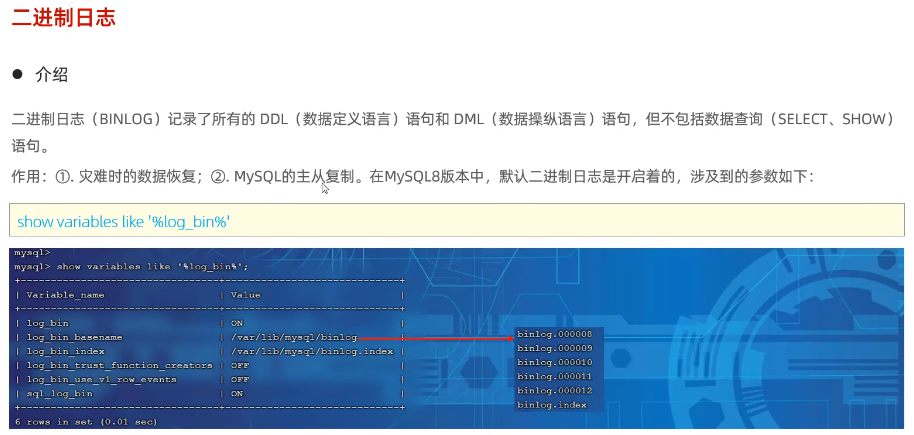 二进制日志
● 介绍
二进制日志（BINLOG）记录了所有的 DDL（数据定义语言）语句和 DML（数据操纵语言）语句，但不包括数据查询（SELECT、SHOW）
语句。
作用：①. 灾难时的数据恢复；②. MySQL的主从复制。在MySQL8版本中，默认二进制日志是开启着的，涉及到的参数如下：
show variables like '%log_bin%'
mysql>
mysql> show variables like '%log_bin%';
+---------------------------------+-----------------------------+
| Variable_name | Value |
+---------------------------------+-----------------------------+
| log_bin | ON |
| log_bin_basename | /var/lib/mysql/binlog |
| log_bin_index | /var/lib/mysql/binlog.index |
| log_bin_trust_function_creators | OFF |
| log_bin_use_v1_row_events | OFF |
| sql_log_bin | ON |
+---------------------------------+-----------------------------+
6 rows in set (0.01 sec)
binlog.000008
binlog.000009
binlog.000010
binlog.000011
binlog.000012
binlog.index